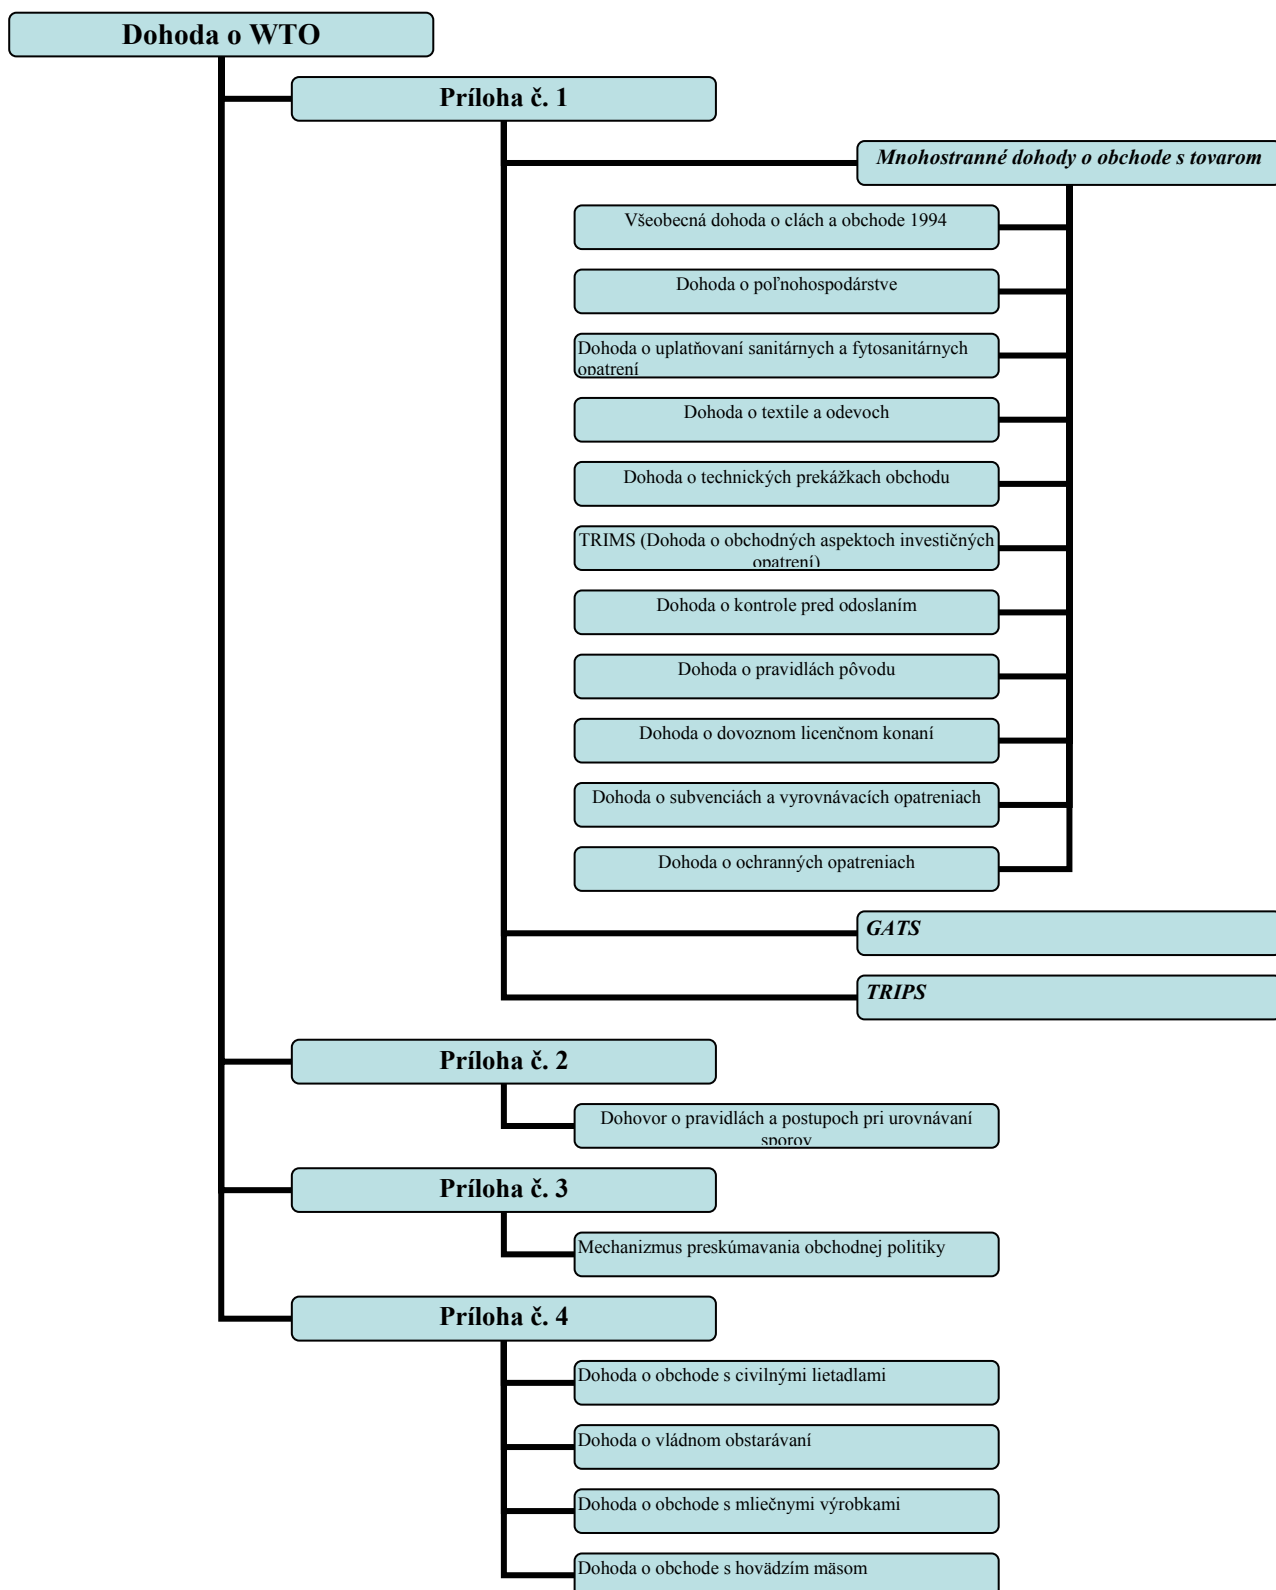 Dohoda o WTO
Príloha č. 1
Mnohostranné dohody o obchode s tovarom
Všeobecná dohoda o clách a obchode 1994
Dohoda o poľnohospodárstve
Dohoda o uplatňovaní sanitárnych a fytosanitárnych
opatrení
Dohoda o textile a odevoch
Dohoda o technických prekážkach obchodu
TRIMS (Dohoda o obchodných aspektoch investičných
opatrení)
Dohoda o kontrole pred odoslaním
Dohoda o pravidlách pôvodu
Dohoda o dovoznom licenčnom konaní
Dohoda o subvenciách a vyrovnávacích opatreniach
Dohoda o ochranných opatreniach
GATS
TRIPS
Príloha č. 2
Dohovor o pravidlách a postupoch pri urovnávaní
sporov
Príloha č. 3
Mechanizmus preskúmavania obchodnej politiky
Príloha č. 4
Dohoda o obchode s civilnými lietadlami
Dohoda o vládnom obstarávaní
Dohoda o obchode s mliečnymi výrobkami
Dohoda o obchode s hovädzím mäsom